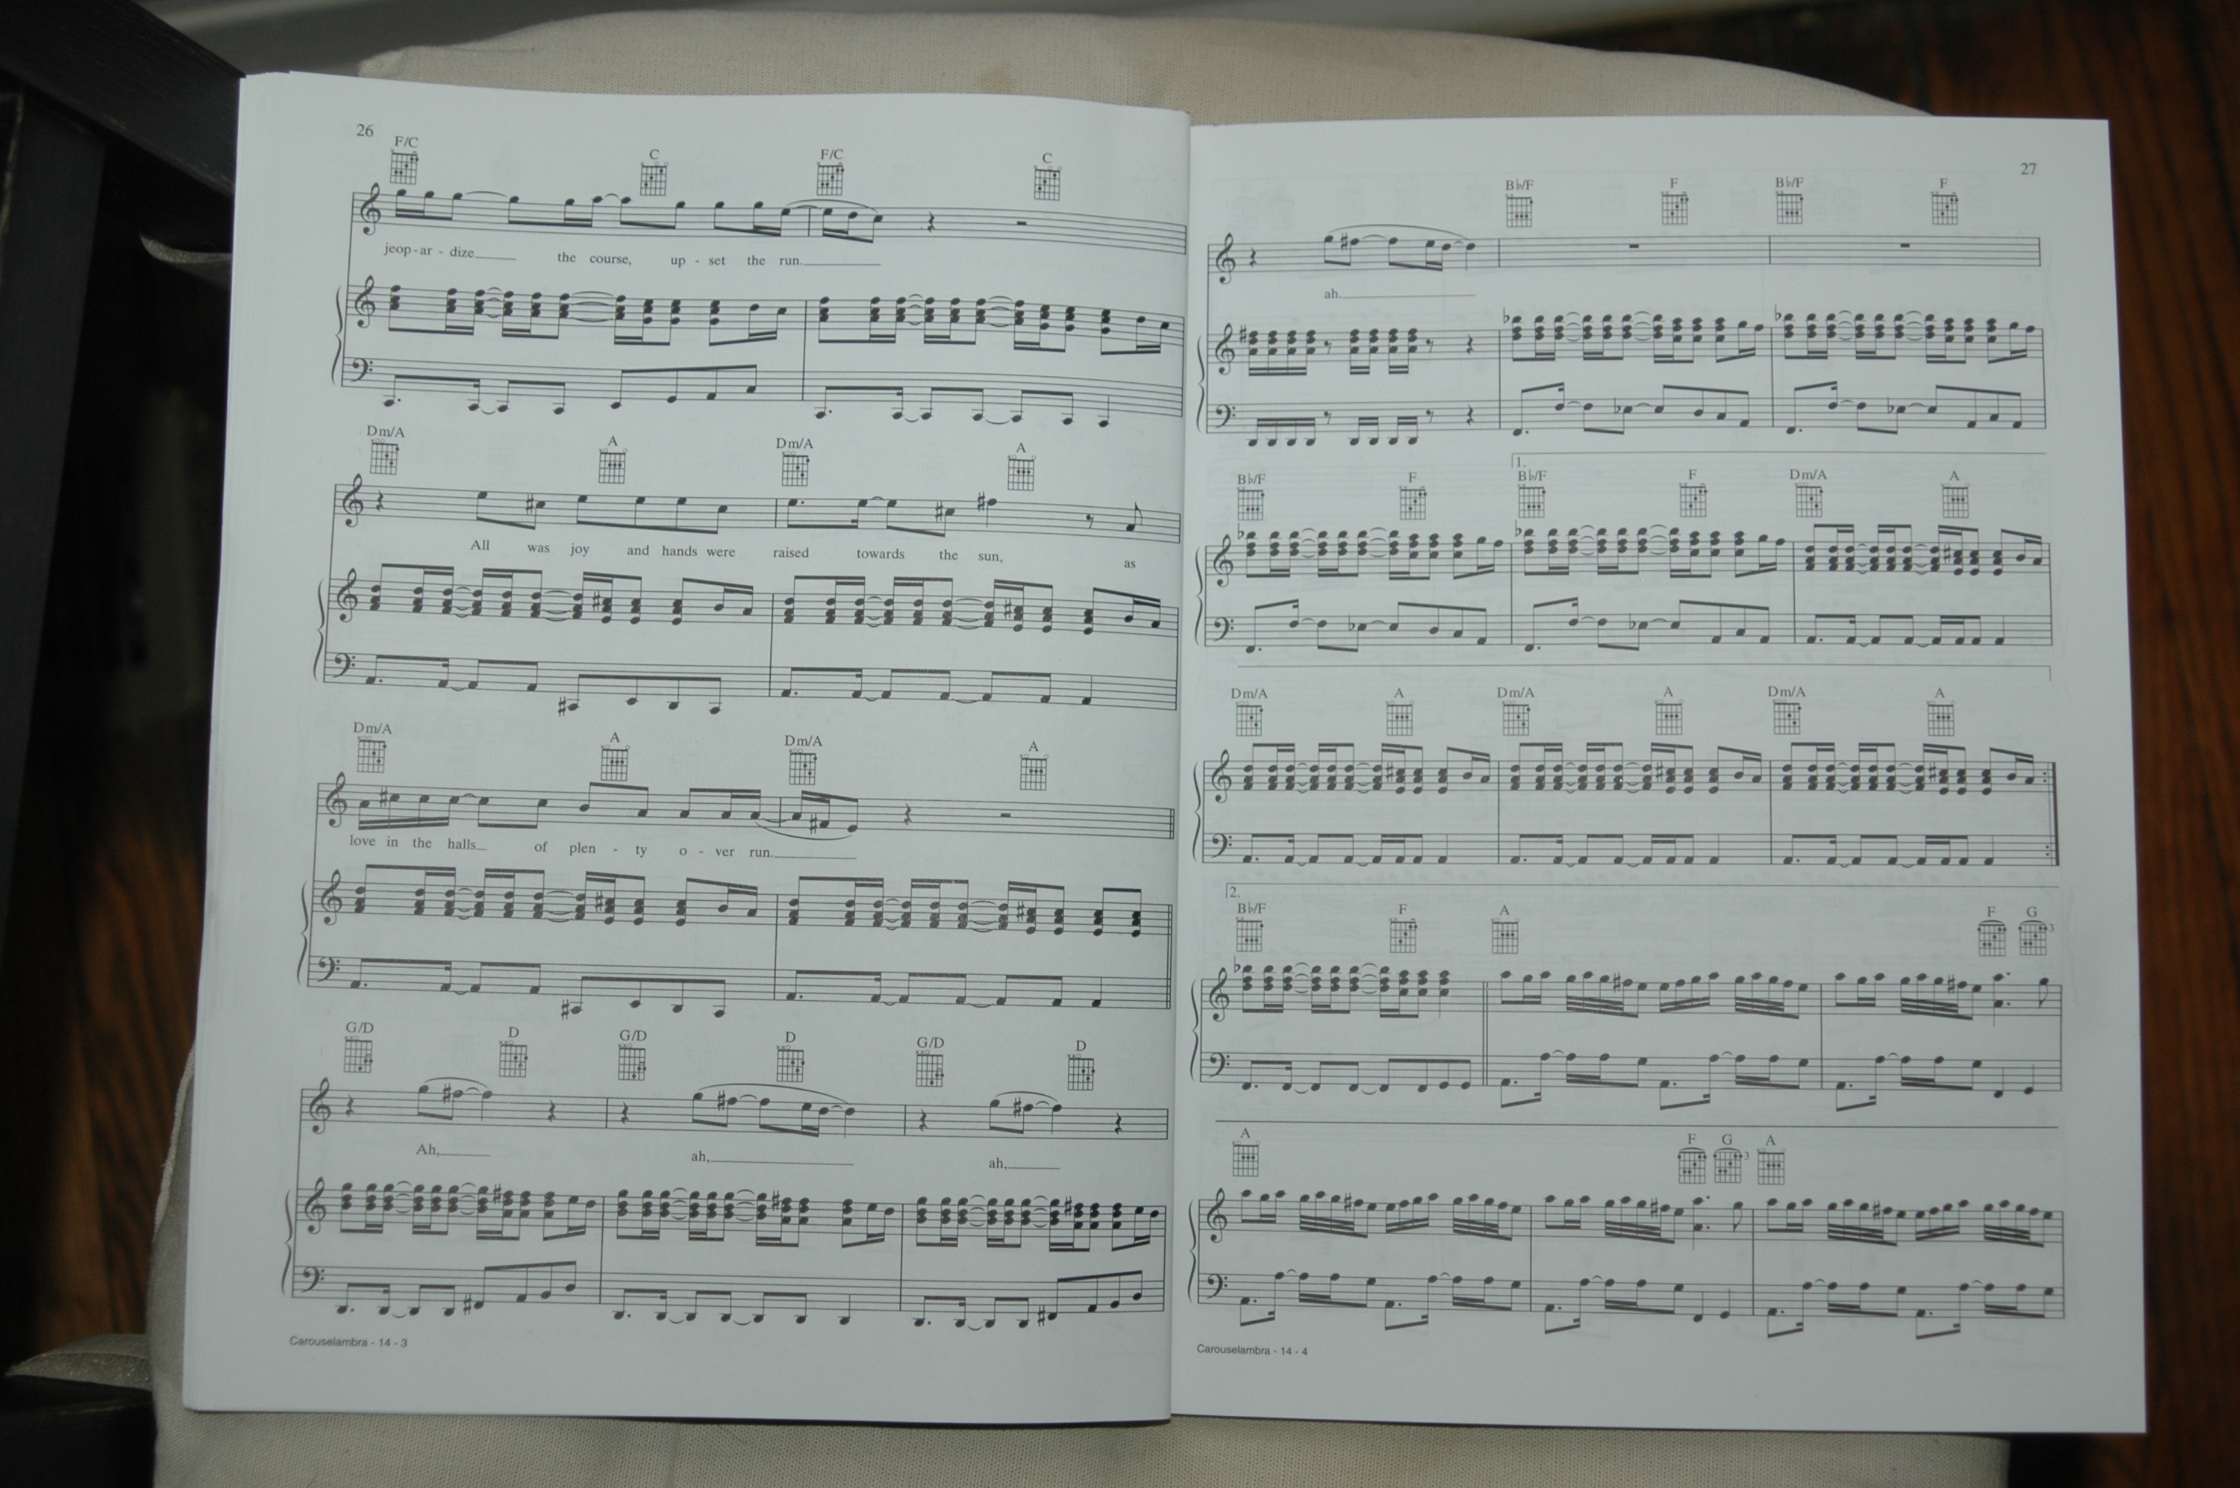 26
F/C C F/C C
jeop - ar - dize the course, up - set the run.
Dm/A A Dm/A A
All was joy and hands were raised towards the sun, as
Dm/A A Dm/A A
love in the halls of plen - ty o - ver run.
G/D D G/D D G/D D
Ah, ah, ah,
Carouselambra - 14 - 3
27
B♭/F F B♭/F F
ah.
1.
B♭/F F B♭/F F Dm/A A
Dm/A A Dm/A A Dm/A A
2.
B♭/F F A F G 3
A F G 3 A
Carouselambra - 14 - 4